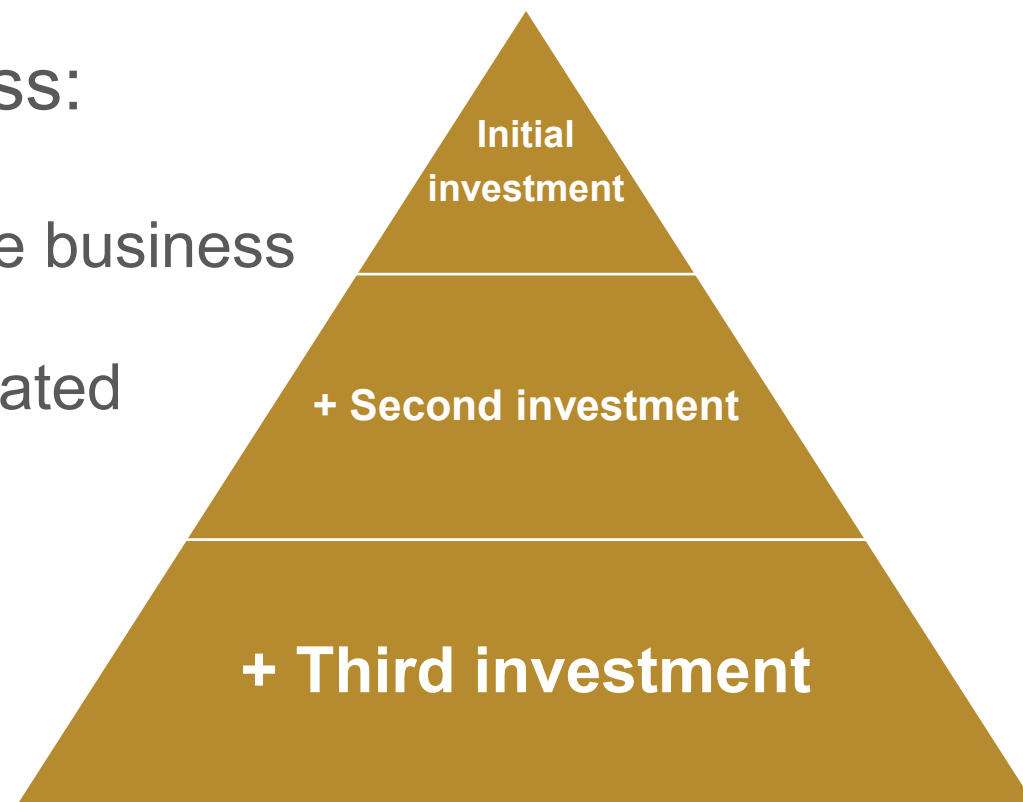 ss:
e business
ated
Initial
investment
+ Second investment
+ Third investment